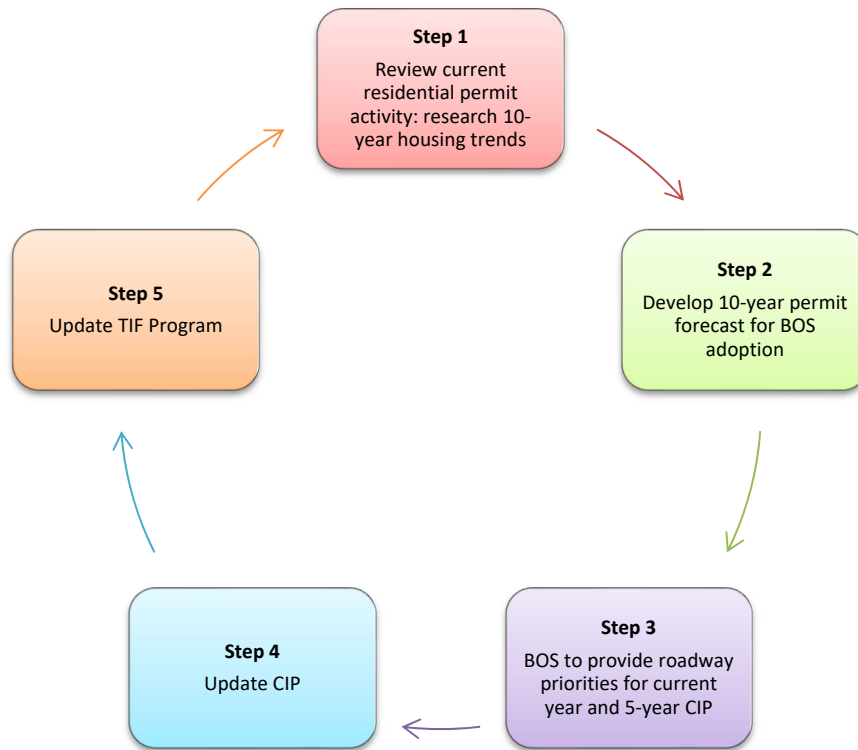 Step 1
Review current
residential permit
activity: research 10-
year housing trends
Step 2
Develop 10-year permit
forecast for BOS
adoption
Step 3
BOS to provide roadway
priorities for current
year and 5-year CIP
Step 4
Update CIP
Step 5
Update TIF Program